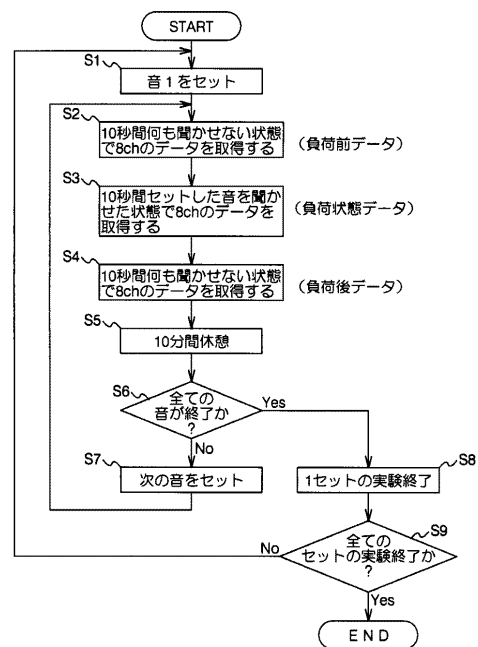 START
S1
音1をセット
S2
10秒間何も聞かせない状態
で8chのデータを取得する
(負荷前データ)
S3
10秒間セットした音を聞か
せた状態で8chのデータを
取得する
(負荷状態データ)
S4
10秒間何も聞かせない状態
で8chのデータを取得する
(負荷後データ)
S5
10分間休憩
S6
全ての
音が終了か
?
Yes
No
S7
次の音をセット
S8
1セットの実験終了
S9
全ての
セットの実験終了か
?
No
Yes
END